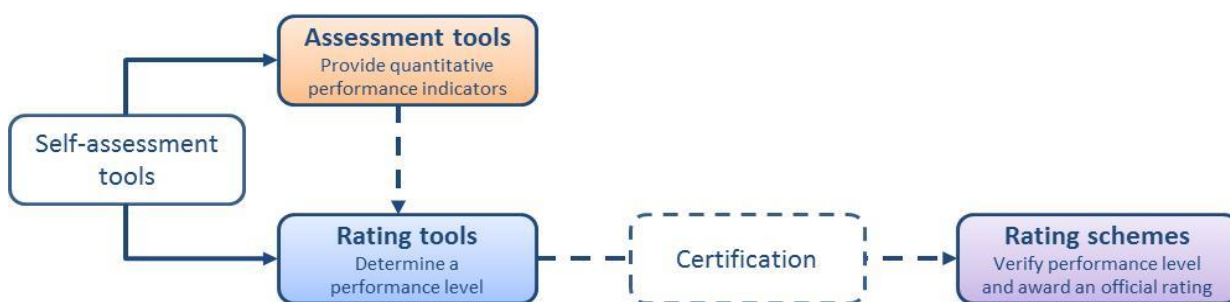 Assessment tools
Provide quantitative
performance indicators
Self-assessment
tools
Rating tools
Determine a
performance level
Certification
Rating schemes
Verify performance level
and award an official rating